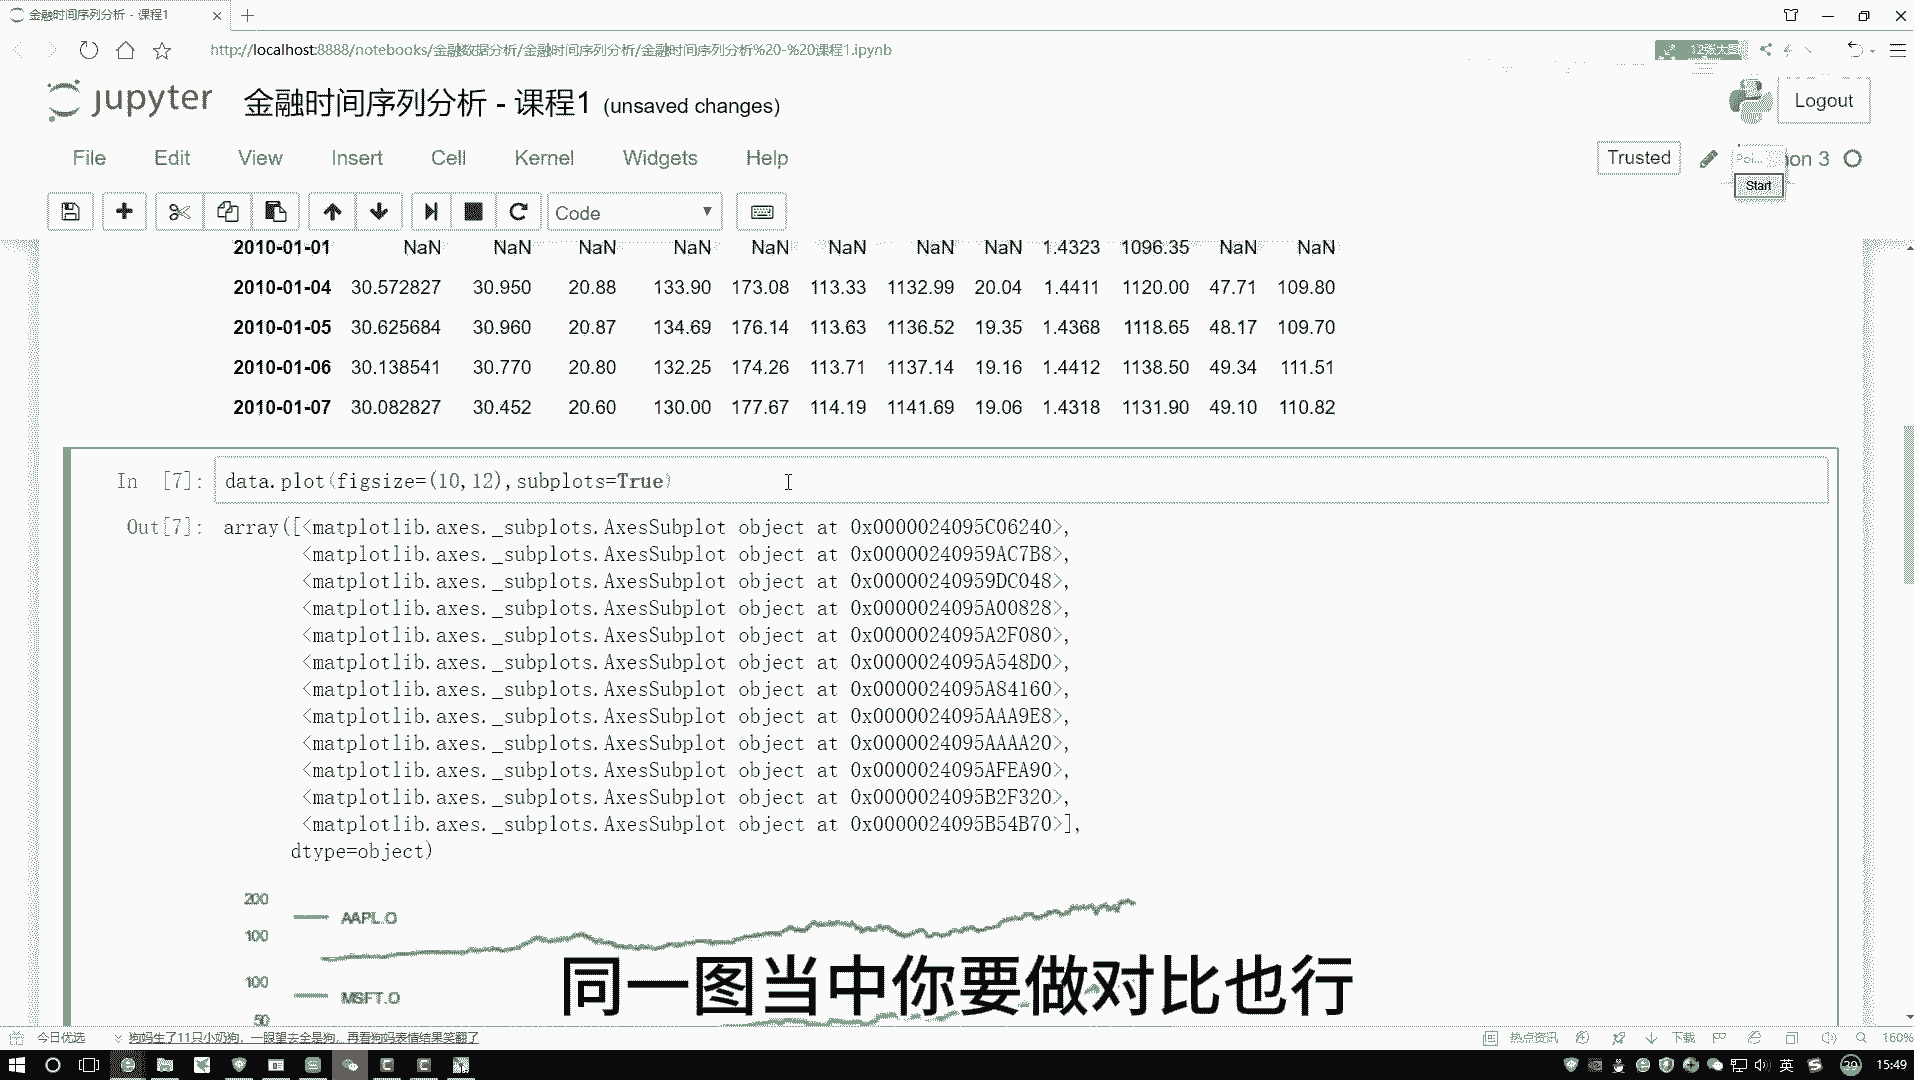 金融时间序列分析 - 课程1
http://localhost:8888/notebooks/金融数据分析/金融时间序列分析/金融时间序列分析%20-%20课程1.ipynb
12张大图
jupyter 金融时间序列分析 - 课程1 (unsaved changes)
Logout
File Edit View Insert Cell Kernel Widgets Help
Trusted
Poi... on 3
Start
Code
2010-01-01 NaN NaN NaN NaN NaN NaN NaN NaN 1.4323 1096.35 NaN NaN
2010-01-04 30.572827 30.950 20.88 133.90 173.08 113.33 1132.99 20.04 1.4411 1120.00 47.71 109.80
2010-01-05 30.625684 30.960 20.87 134.69 176.14 113.63 1136.52 19.35 1.4368 1118.65 48.17 109.70
2010-01-06 30.138541 30.770 20.80 132.25 174.26 113.71 1137.14 19.16 1.4412 1138.50 49.34 111.51
2010-01-07 30.082827 30.452 20.60 130.00 177.67 114.19 1141.69 19.06 1.4318 1131.90 49.10 110.82
In [7]: data.plot(figsize=(10,12),subplots=True)
Out[7]: array([<matplotlib.axes._subplots.AxesSubplot object at 0x0000024095C06240>,
<matplotlib.axes._subplots.AxesSubplot object at 0x00000240959AC7B8>,
<matplotlib.axes._subplots.AxesSubplot object at 0x00000240959DC048>,
<matplotlib.axes._subplots.AxesSubplot object at 0x0000024095A00828>,
<matplotlib.axes._subplots.AxesSubplot object at 0x0000024095A2F080>,
<matplotlib.axes._subplots.AxesSubplot object at 0x0000024095A548D0>,
<matplotlib.axes._subplots.AxesSubplot object at 0x0000024095A84160>,
<matplotlib.axes._subplots.AxesSubplot object at 0x0000024095AAA9E8>,
<matplotlib.axes._subplots.AxesSubplot object at 0x0000024095AAAA20>,
<matplotlib.axes._subplots.AxesSubplot object at 0x0000024095AFEA90>,
<matplotlib.axes._subplots.AxesSubplot object at 0x0000024095B2F320>,
<matplotlib.axes._subplots.AxesSubplot object at 0x0000024095B54B70>],
dtype=object)
200
AAPL.O
100
100
MSFT.O
50
同一图当中你要做对比也行
今日优选 狗妈生了11只小奶狗，一眼望去全是狗，再看狗妈表情结果笑翻了
热点资讯 下载 160%
英 39 15:49